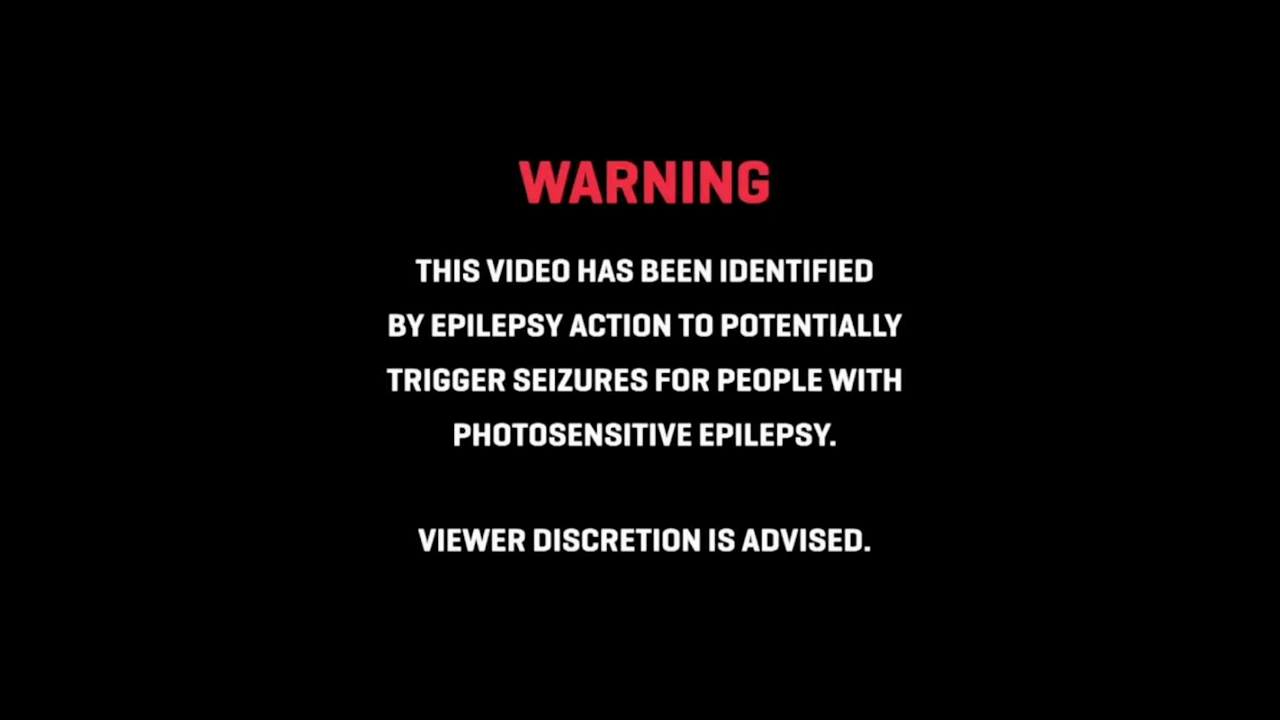 WARNING
THIS VIDEO HAS BEEN IDENTIFIED
BY EPILEPSY ACTION TO POTENTIALLY
TRIGGER SEIZURES FOR PEOPLE WITH
PHOTOSENSITIVE EPILEPSY.
VIEWER DISCRETION IS ADVISED.